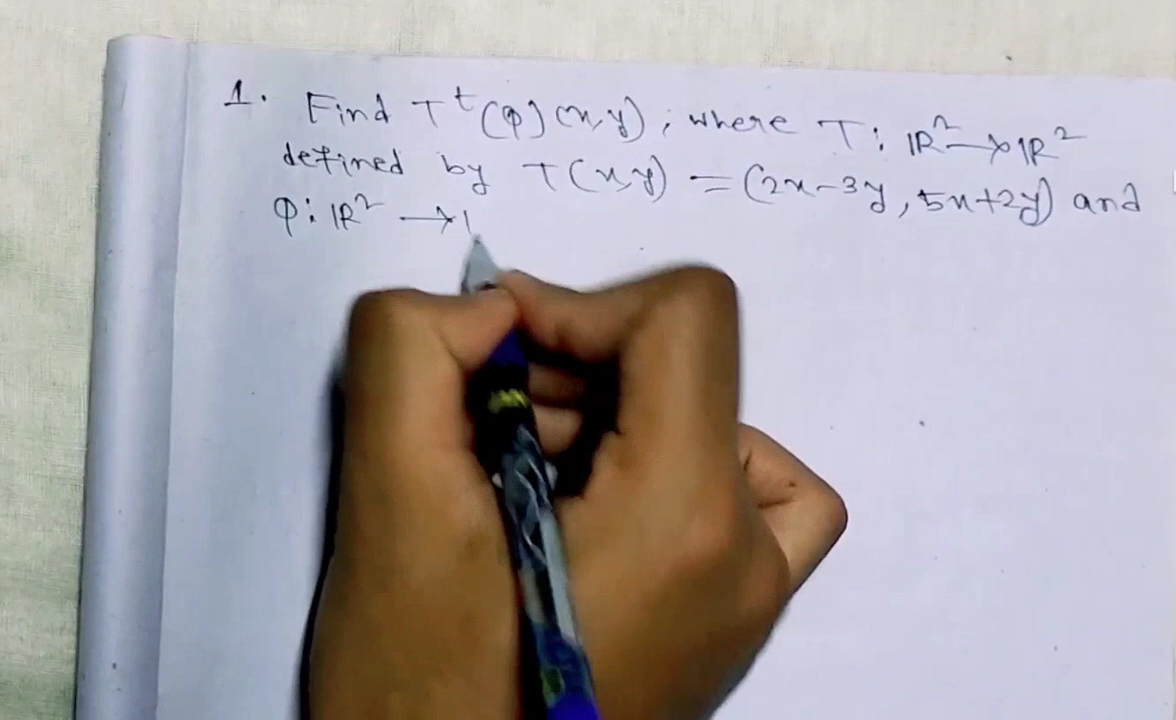 1. Find T^t(φ)(x,y); where T: ℝ² → ℝ²
defined by T(x,y) = (2x-3y, 5x+2y) and
φ: ℝ² →